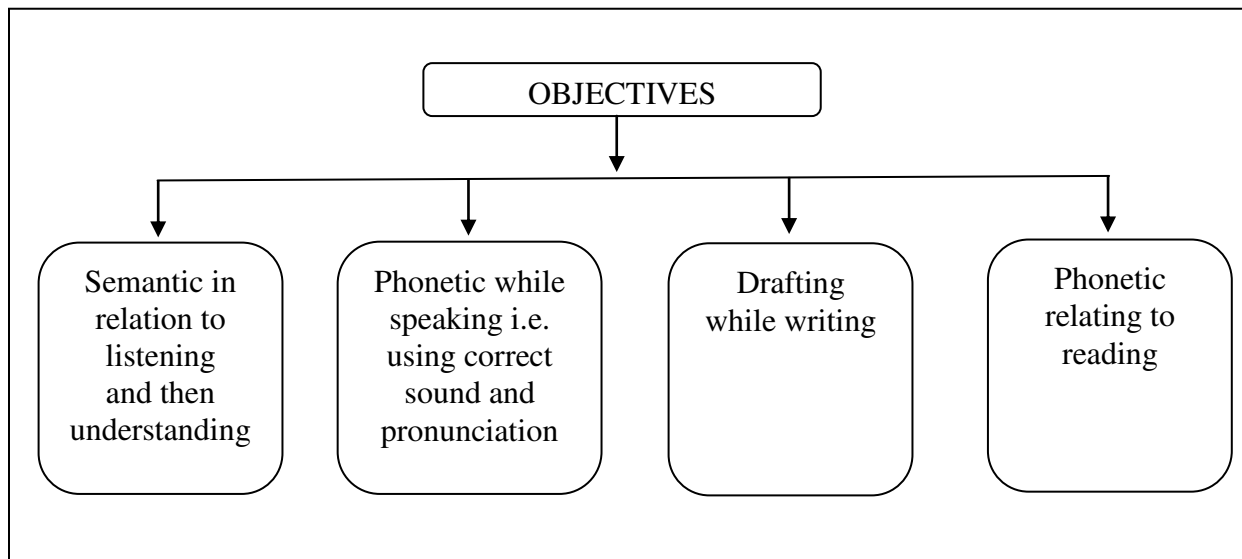 OBJECTIVES
Semantic in
relation to
listening
and then
understanding
Phonetic while
speaking i.e.
using correct
sound and
pronunciation
Drafting
while writing
Phonetic
relating to
reading